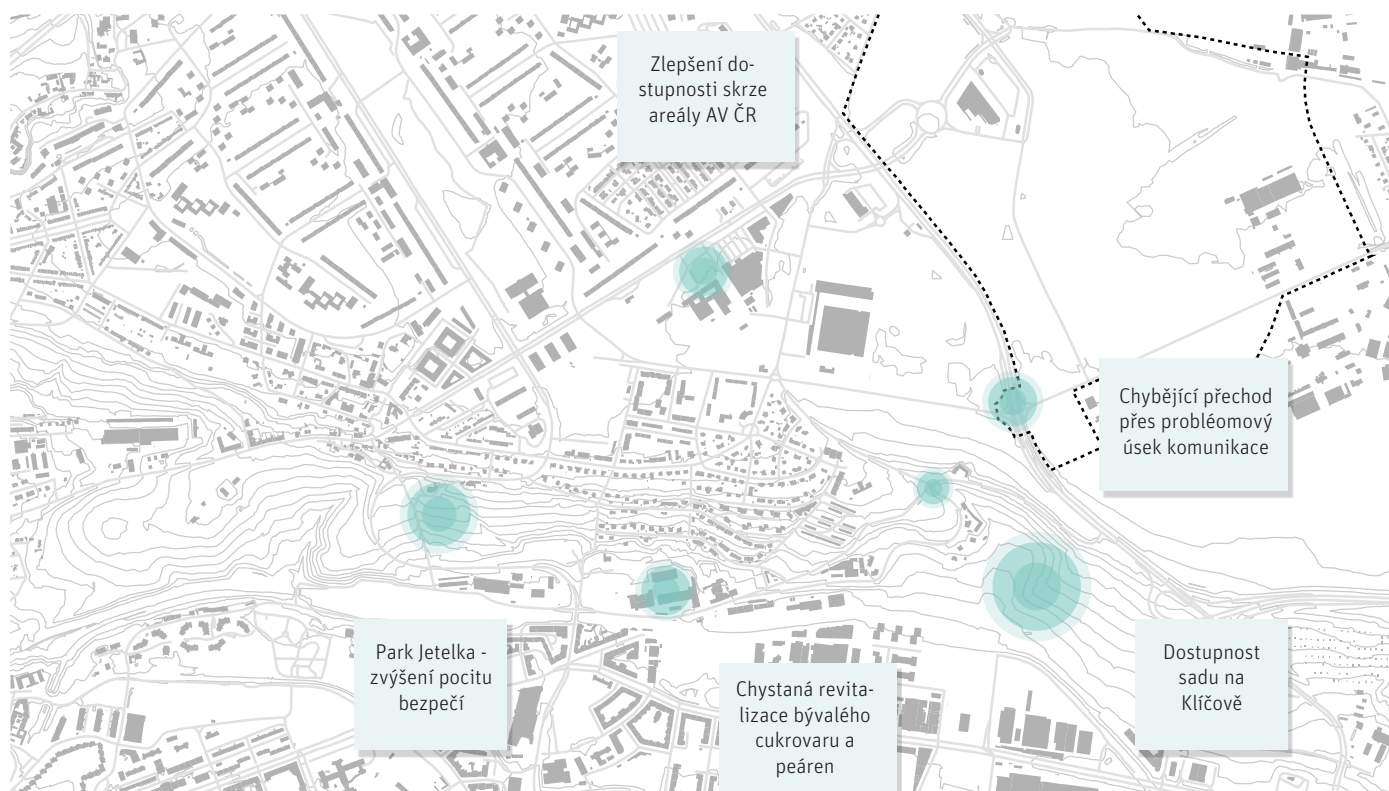 Zlepšení do-
stupnosti skrze
areály AV ČR
Chybějící přechod
přes probléomový
úsek komunikace
Park Jetelka -
zvýšení pocitu
bezpečí
Chystaná revita-
lizace bývalého
cukrovaru a
peáren
Dostupnost
sadu na
Klíčově